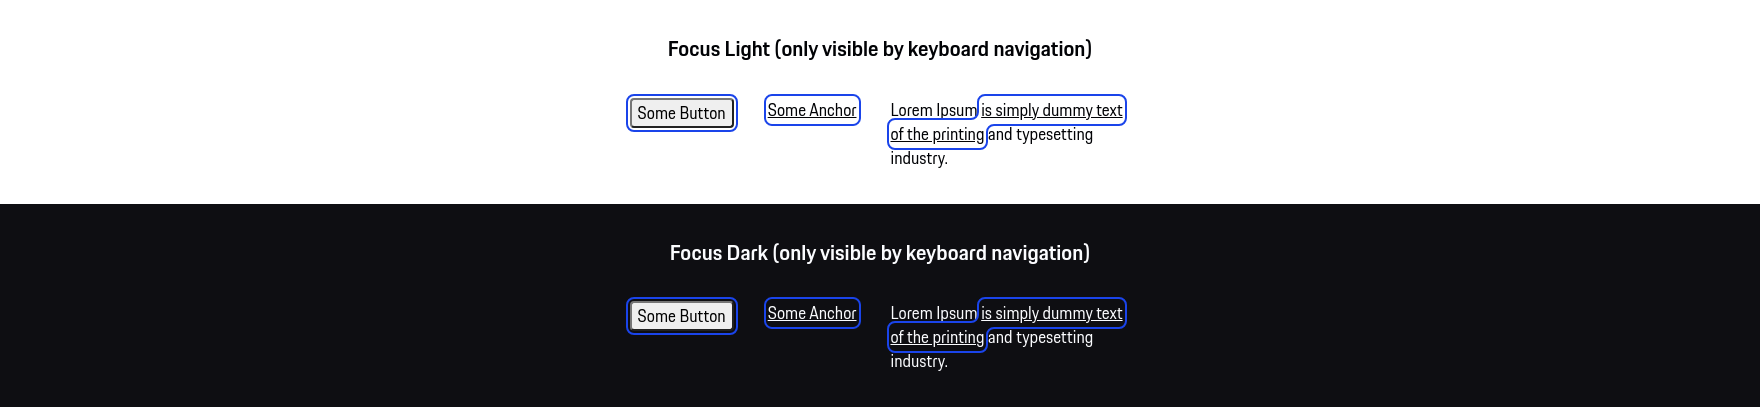 Focus Light (only visible by keyboard navigation)
Some Button
Some Anchor
Lorem Ipsum is simply dummy text
of the printing and typesetting
industry.
Focus Dark (only visible by keyboard navigation)
Some Button
Some Anchor
Lorem Ipsum is simply dummy text
of the printing and typesetting
industry.